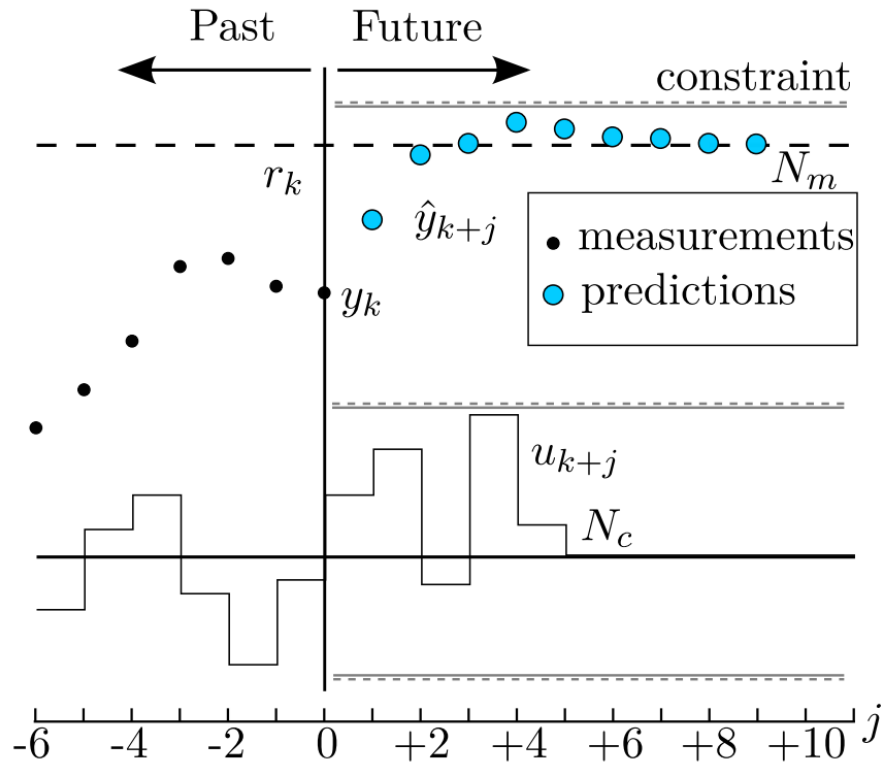 Past Future
constraint
r_k
N_m
ŷ_{k+j}
measurements
predictions
y_k
u_{k+j}
N_c
j
-6 -4 -2 0 +2 +4 +6 +8 +10